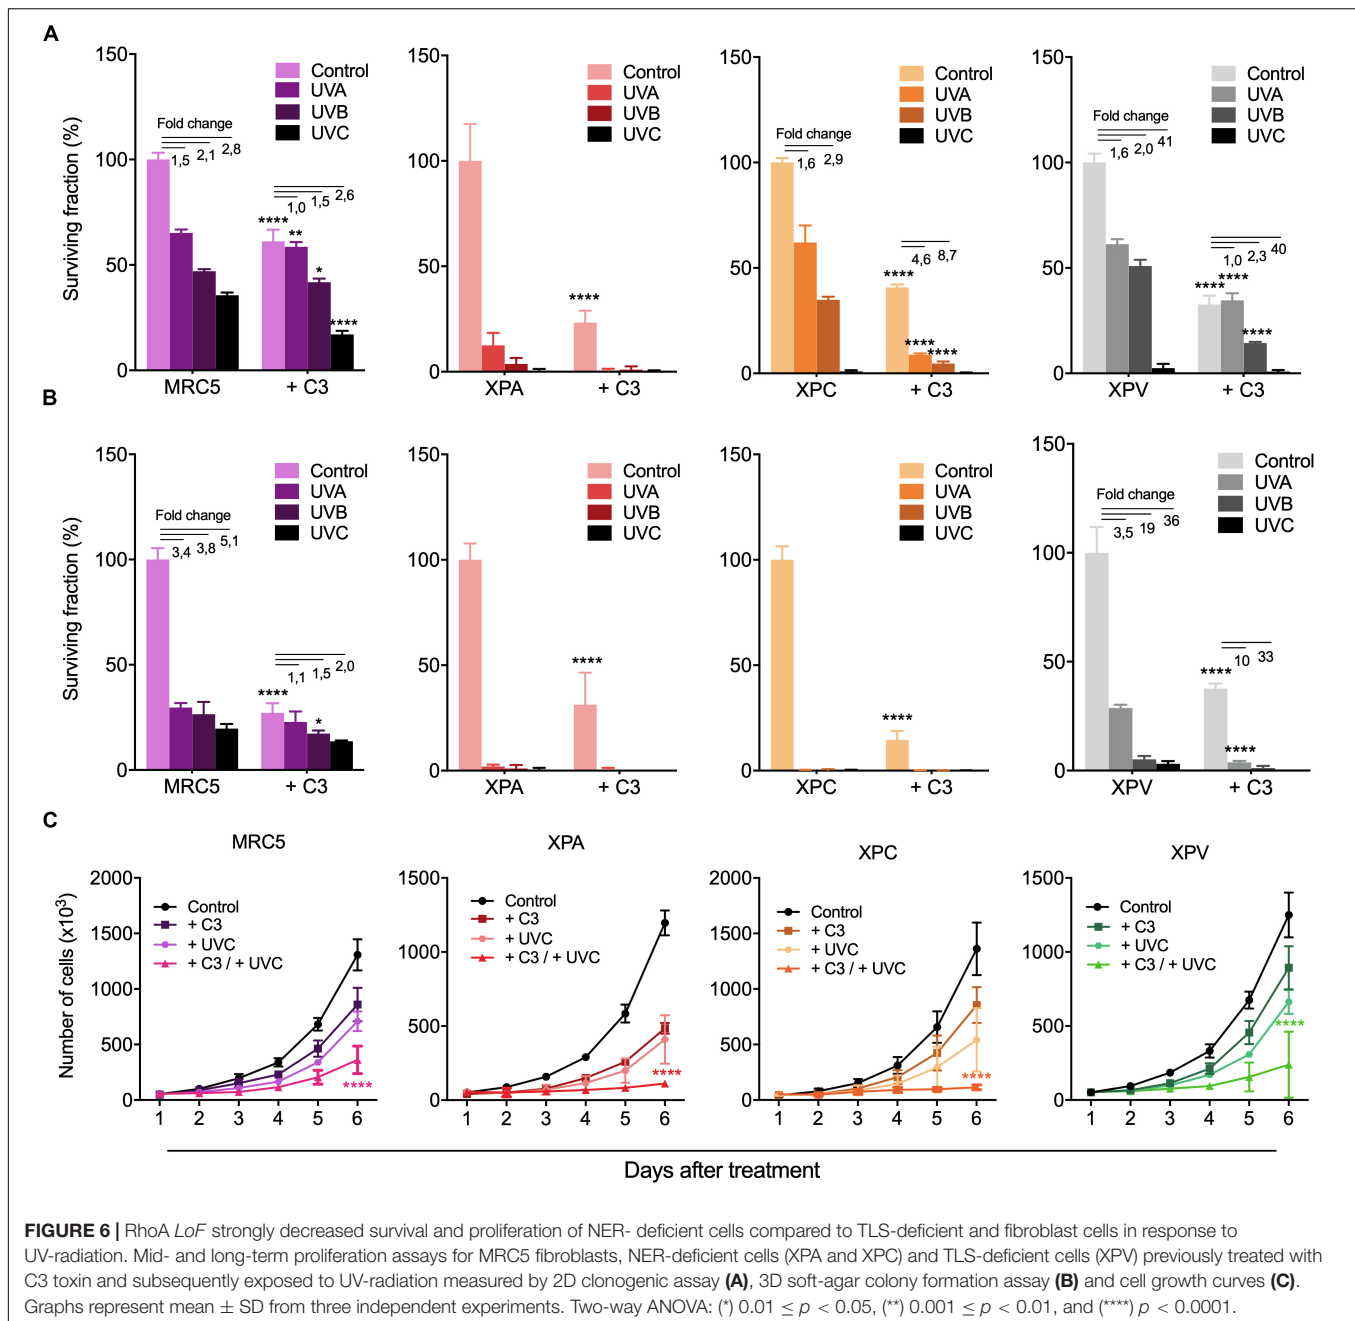 A
150
100
50
0
Surviving fraction (%)
Control
UVA
UVB
UVC
Fold change
1,5 2,1 2,8
1,0 1,5 2,6
**** ** * ****
MRC5 + C3
150
100
50
0
Control
UVA
UVB
UVC
****
XPA + C3
150
100
50
0
Control
UVA
UVB
UVC
Fold change
1,6 2,9
4,6 8,7
**** **** ****
XPC + C3
150
100
50
0
Control
UVA
UVB
UVC
Fold change
1,6 2,0 41
1,0 2,3 40
**** **** ****
XPV + C3
B
150
100
50
0
Surviving fraction (%)
Control
UVA
UVB
UVC
Fold change
3,4 3,8 5,1
1,1 1,5 2,0
**** *
MRC5 + C3
150
100
50
0
Control
UVA
UVB
UVC
****
XPA + C3
150
100
50
0
Control
UVA
UVB
UVC
****
XPC + C3
150
100
50
0
Control
UVA
UVB
UVC
Fold change
3,5 19 36
10 33
**** ****
XPV + C3
C
MRC5
2000
1500
1000
500
0
Number of cells (x10³)
Control
+ C3
+ UVC
+ C3 / + UVC
****
1 2 3 4 5 6
XPA
1500
1000
500
0
Control
+ C3
+ UVC
+ C3 / + UVC
****
1 2 3 4 5 6
XPC
2000
1500
1000
500
0
Control
+ C3
+ UVC
+ C3 / + UVC
****
1 2 3 4 5 6
XPV
1500
1000
500
0
Control
+ C3
+ UVC
+ C3 / + UVC
****
1 2 3 4 5 6
Days after treatment
FIGURE 6 | RhoA LoF strongly decreased survival and proliferation of NER- deficient cells compared to TLS-deficient and fibroblast cells in response to
UV-radiation. Mid- and long-term proliferation assays for MRC5 fibroblasts, NER-deficient cells (XPA and XPC) and TLS-deficient cells (XPV) previously treated with
C3 toxin and subsequently exposed to UV-radiation measured by 2D clonogenic assay (A), 3D soft-agar colony formation assay (B) and cell growth curves (C).
Graphs represent mean ± SD from three independent experiments. Two-way ANOVA: (*) 0.01 ≤ p < 0.05, (**) 0.001 ≤ p < 0.01, and (****) p < 0.0001.